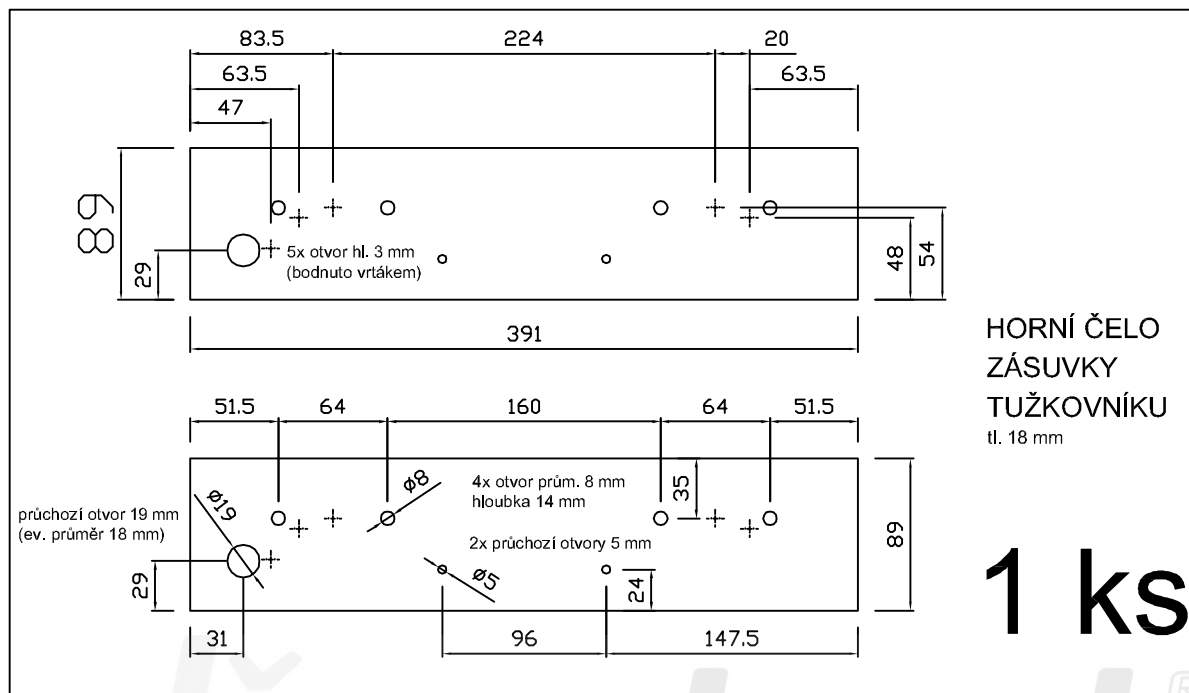 83.5
224
20
63.5
63.5
47
89
29
5x otvor hl. 3 mm
(bodnuto vrtákem)
48
54
391
HORNÍ ČELO
ZÁSUVKY
TUŽKOVNÍKU
tl. 18 mm
51.5
64
160
64
51.5
průchozí otvor 19 mm
(ev. průměr 18 mm)
ø19
ø8
4x otvor prům. 8 mm
hloubka 14 mm
35
2x průchozí otvory 5 mm
ø5
29
24
89
31
96
147.5
1 ks